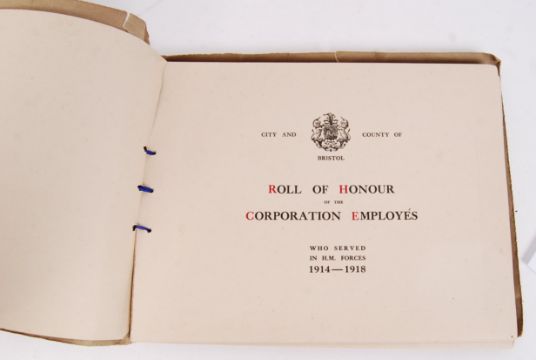 CITY AND COUNTY OF
BRISTOL
ROLL OF HONOUR
OF THE
CORPORATION EMPLOYÉS
WHO SERVED
IN H.M. FORCES
1914—1918